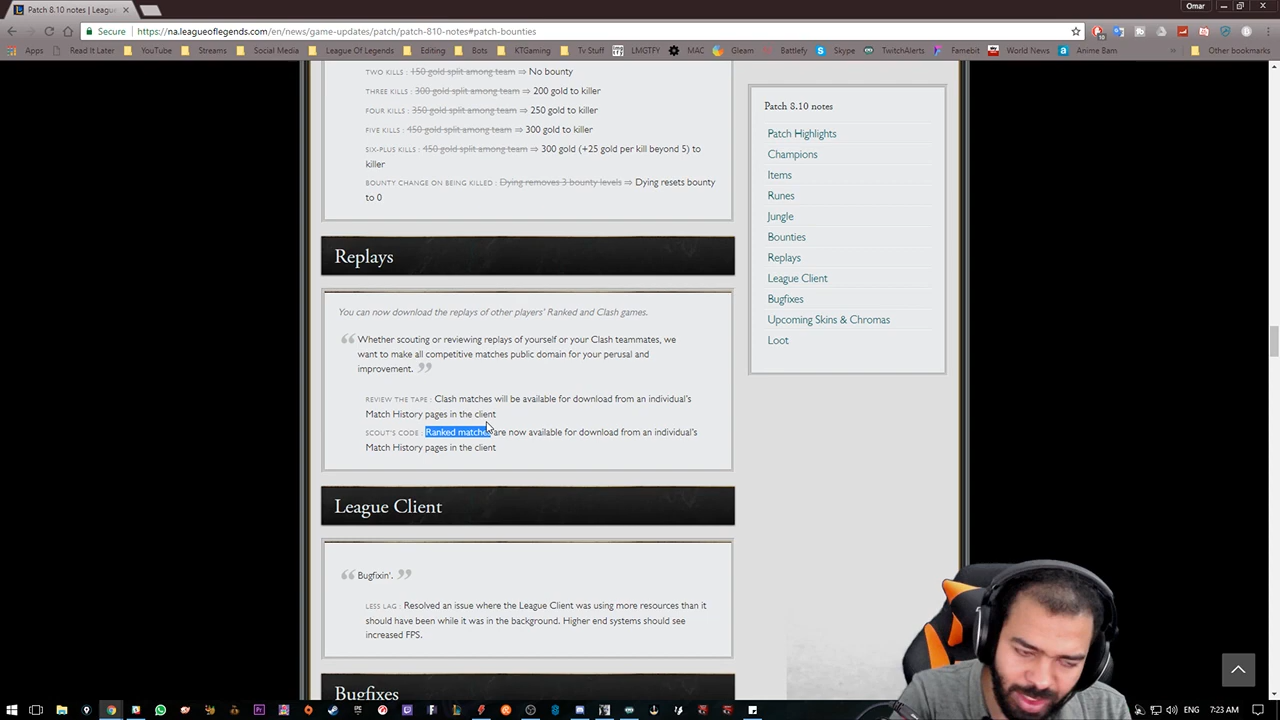 Patch 8.10 notes | Leagu
Omar
Secure
https://na.leagueoflegends.com/en/news/game-updates/patch/patch-810-notes#patch-bounties
Apps Read It Later YouTube Streams Social Media League Of Legends Editing Bots KTGaming Tv Stuff LMGTFY MAC Gleam Battlefy Skype TwitchAlerts Famebit World News Anime Bam » Other bookmarks
TWO KILLS : 150 gold split among team ⇒ No bounty
THREE KILLS : 300 gold split among team ⇒ 200 gold to killer
FOUR KILLS : 350 gold split among team ⇒ 250 gold to killer
FIVE KILLS : 450 gold split among team ⇒ 300 gold to killer
SIX-PLUS KILLS : 450 gold split among team ⇒ 300 gold (+25 gold per kill beyond 5) to
killer
BOUNTY CHANGE ON BEING KILLED : Dying removes 3 bounty levels ⇒ Dying resets bounty
to 0
Replays
You can now download the replays of other players' Ranked and Clash games.
Whether scouting or reviewing replays of yourself or your Clash teammates, we
want to make all competitive matches public domain for your perusal and
improvement.
REVIEW THE TAPE : Clash matches will be available for download from an individual's
Match History pages in the client
SCOUT'S CODE : Ranked matches are now available for download from an individual's
Match History pages in the client
League Client
Bugfixin'.
LESS LAG : Resolved an issue where the League Client was using more resources than it
should have been while it was in the background. Higher end systems should see
increased FPS.
Bugfixes
Patch 8.10 notes
Patch Highlights
Champions
Items
Runes
Jungle
Bounties
Replays
League Client
Bugfixes
Upcoming Skins & Chromas
Loot
7:23 AM